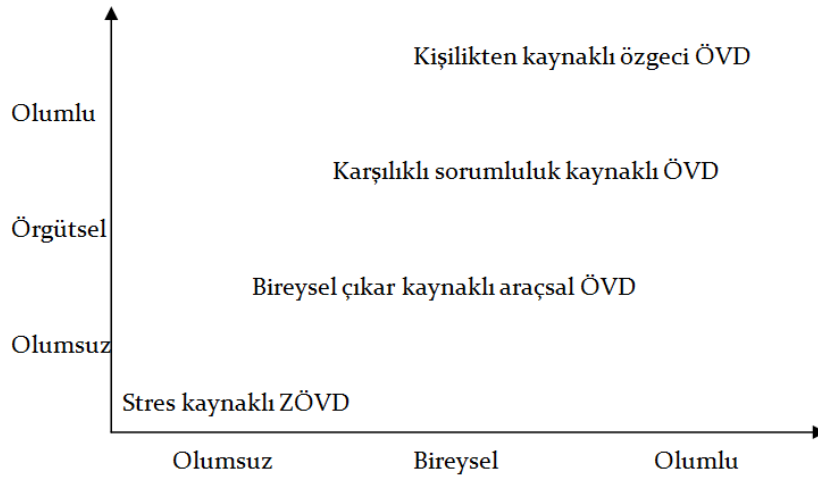 Kişilikten kaynaklı özgeci ÖVD
Olumlu
Karşılıklı sorumluluk kaynaklı ÖVD
Örgütsel
Bireysel çıkar kaynaklı araçsal ÖVD
Olumsuz
Stres kaynaklı ZÖVD
Olumsuz Bireysel Olumlu